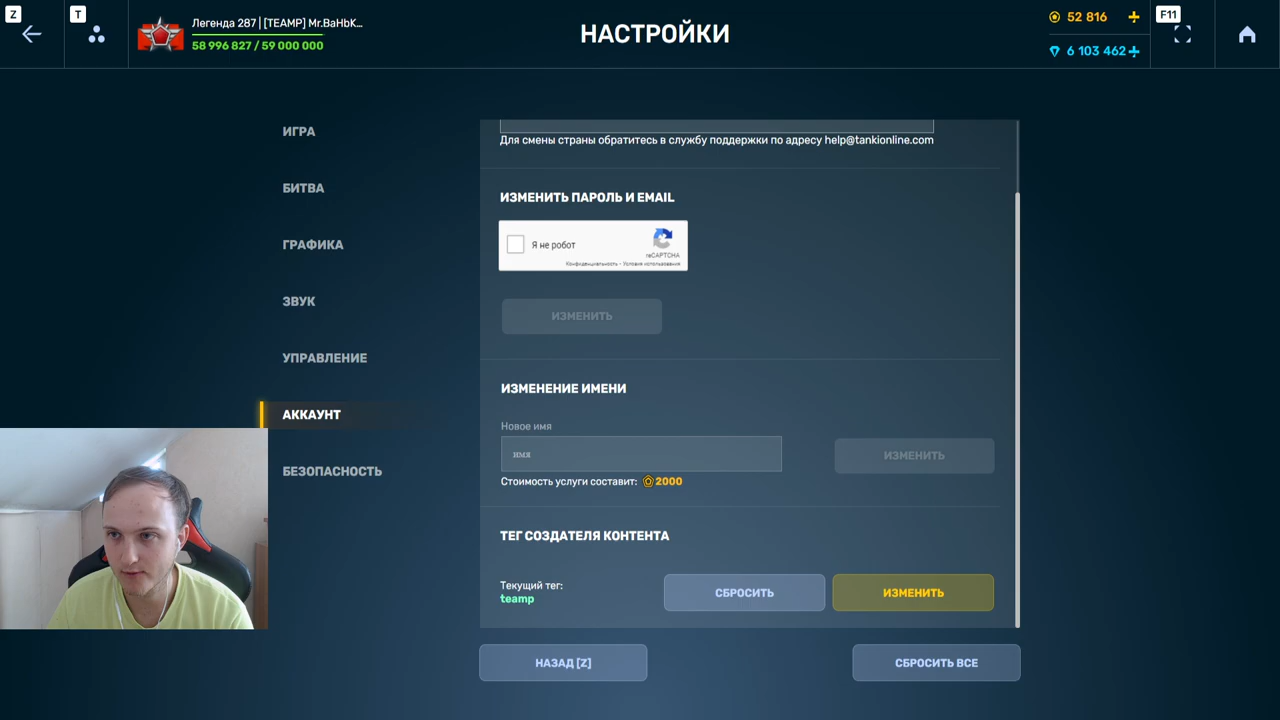 Z
T
Легенда 287 | [TEAMP] Mr.BaHbK...
58 996 827 / 59 000 000
НАСТРОЙКИ
52 816
6 103 462
F11
ИГРА
БИТВА
ГРАФИКА
ЗВУК
УПРАВЛЕНИЕ
АККАУНТ
БЕЗОПАСНОСТЬ
Для смены страны обратитесь в службу поддержки по адресу help@tankionline.com
ИЗМЕНИТЬ ПАРОЛЬ И EMAIL
Я не робот
reCAPTCHA
Конфиденциальность - Условия использования
ИЗМЕНИТЬ
ИЗМЕНЕНИЕ ИМЕНИ
Новое имя
имя
ИЗМЕНИТЬ
Стоимость услуги составит: 2000
ТЕГ СОЗДАТЕЛЯ КОНТЕНТА
Текущий тег:
teamp
СБРОСИТЬ
ИЗМЕНИТЬ
НАЗАД [Z]
СБРОСИТЬ ВСЕ